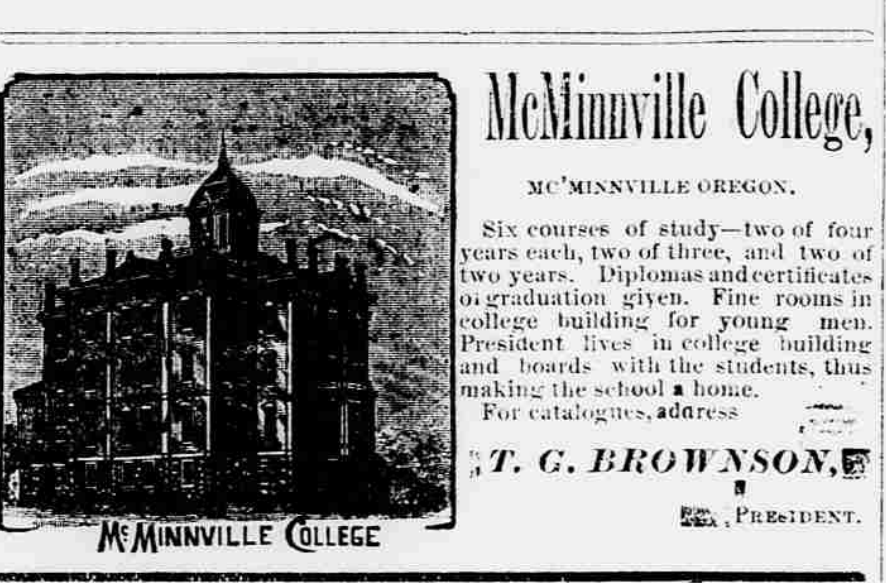 McMinnville College,
MC'MINNVILLE OREGON.
Six courses of study—two of four
years each, two of three, and two of
two years. Diplomas and certificates
of graduation given. Fine rooms in
college building for young men.
President lives in college building
and boards with the students, thus
making the school a home.
For catalogues, address
T. G. BROWNSON,
PRESIDENT.
McMINNVILLE COLLEGE